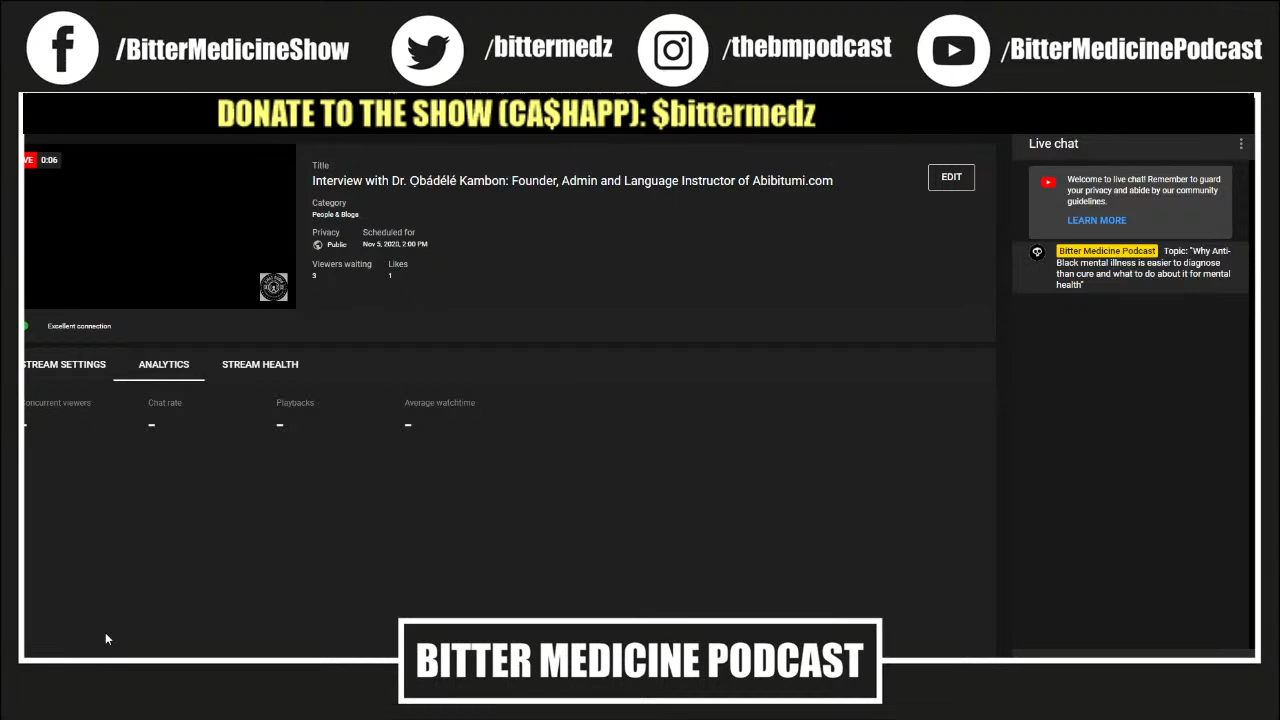 /BitterMedicineShow
/bittermedz
/thebmpodcast
/BitterMedicinePodcast
DONATE TO THE SHOW (CA$HAPP): $bittermedz
VE 0:06
Title
Interview with Dr. Ọbádélé Kambon: Founder, Admin and Language Instructor of Abibitumi.com
EDIT
Category
People & Blogs
Privacy
Scheduled for
Public
Nov 5, 2020, 2:00 PM
Viewers waiting
Likes
3
1
Excellent connection
STREAM SETTINGS
ANALYTICS
STREAM HEALTH
Concurrent viewers
Chat rate
Playbacks
Average watchtime
–
–
–
–
Live chat
Welcome to live chat! Remember to guard
your privacy and abide by our community
guidelines.
LEARN MORE
Bitter Medicine Podcast Topic: "Why Anti-
Black mental illness is easier to diagnose
than cure and what to do about it for mental
health"
BITTER MEDICINE PODCAST